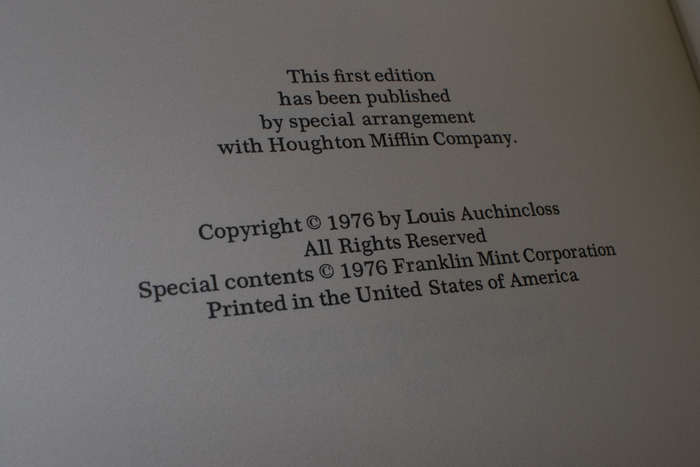 This first edition
has been published
by special arrangement
with Houghton Mifflin Company.
Copyright © 1976 by Louis Auchincloss
All Rights Reserved
Special contents © 1976 Franklin Mint Corporation
Printed in the United States of America